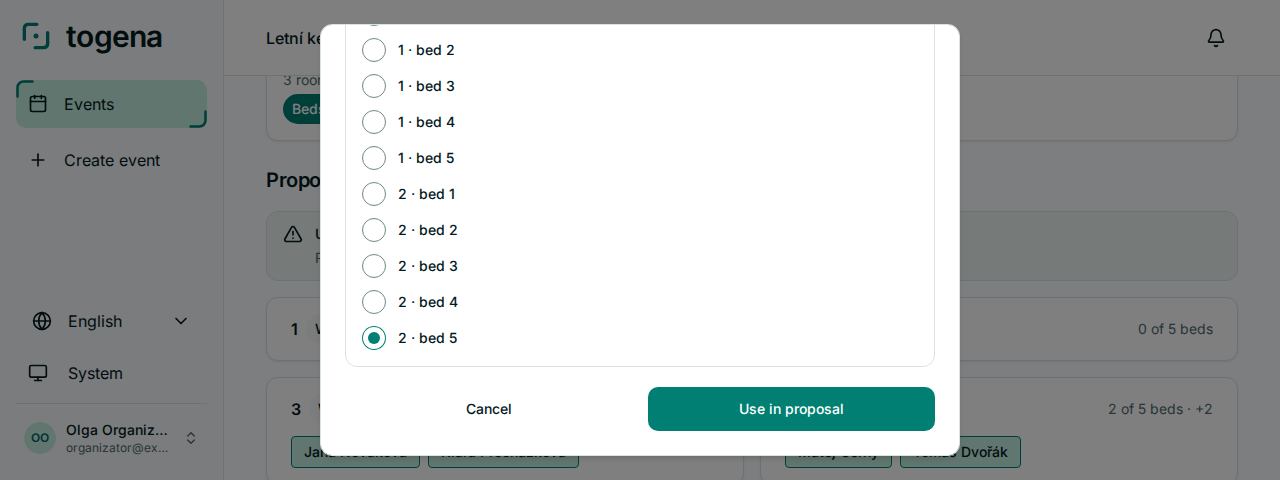 togena
Events
Create event
English
System
OO
Olga Organiz...
organizator@ex...
Letní
3
Propo
1
0 of 5 beds
3
2 of 5 beds · +2
Dvořák
1 · bed 2
1 · bed 3
1 · bed 4
1 · bed 5
2 · bed 1
2 · bed 2
2 · bed 3
2 · bed 4
2 · bed 5
Cancel
Use in proposal